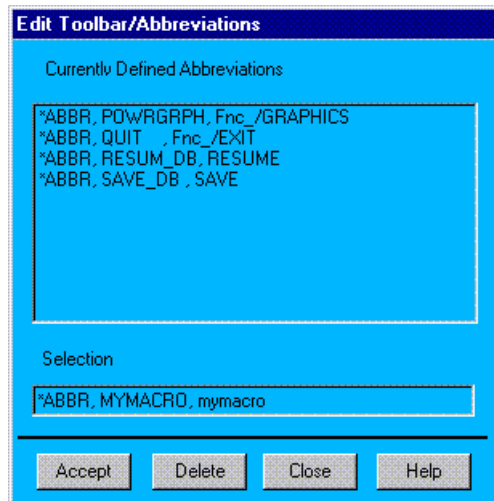 Edit Toolbar/Abbreviations
Currently Defined Abbreviations
*ABBR, POWRGRPH, Fnc_/GRAPHICS
*ABBR, QUIT    , Fnc_/EXIT
*ABBR, RESUM_DB, RESUME
*ABBR, SAVE_DB , SAVE
Selection
*ABBR, MYMACRO, mymacro
Accept Delete Close Help